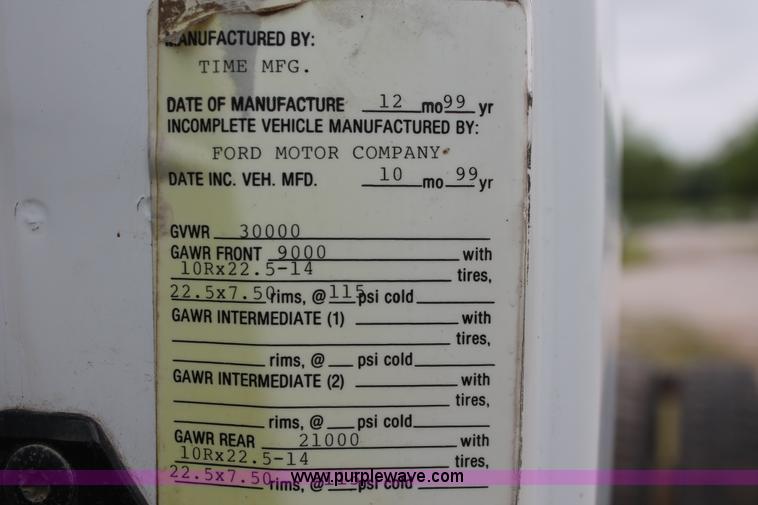 MANUFACTURED BY:
TIME MFG.
DATE OF MANUFACTURE 12 mo 99 yr
INCOMPLETE VEHICLE MANUFACTURED BY:
FORD MOTOR COMPANY
DATE INC. VEH. MFD. 10 mo 99 yr
GVWR 30000
GAWR FRONT 9000 with
10Rx22.5-14 tires,
22.5x7.50 rims, @ 115 psi cold
GAWR INTERMEDIATE (1) with
tires,
rims, @ psi cold
GAWR INTERMEDIATE (2) with
tires,
rims, @ psi cold
GAWR REAR 21000 with
10Rx22.5-14 tires,
22.5x7.50 rims, @ 115 psi cold
www.purplewave.com